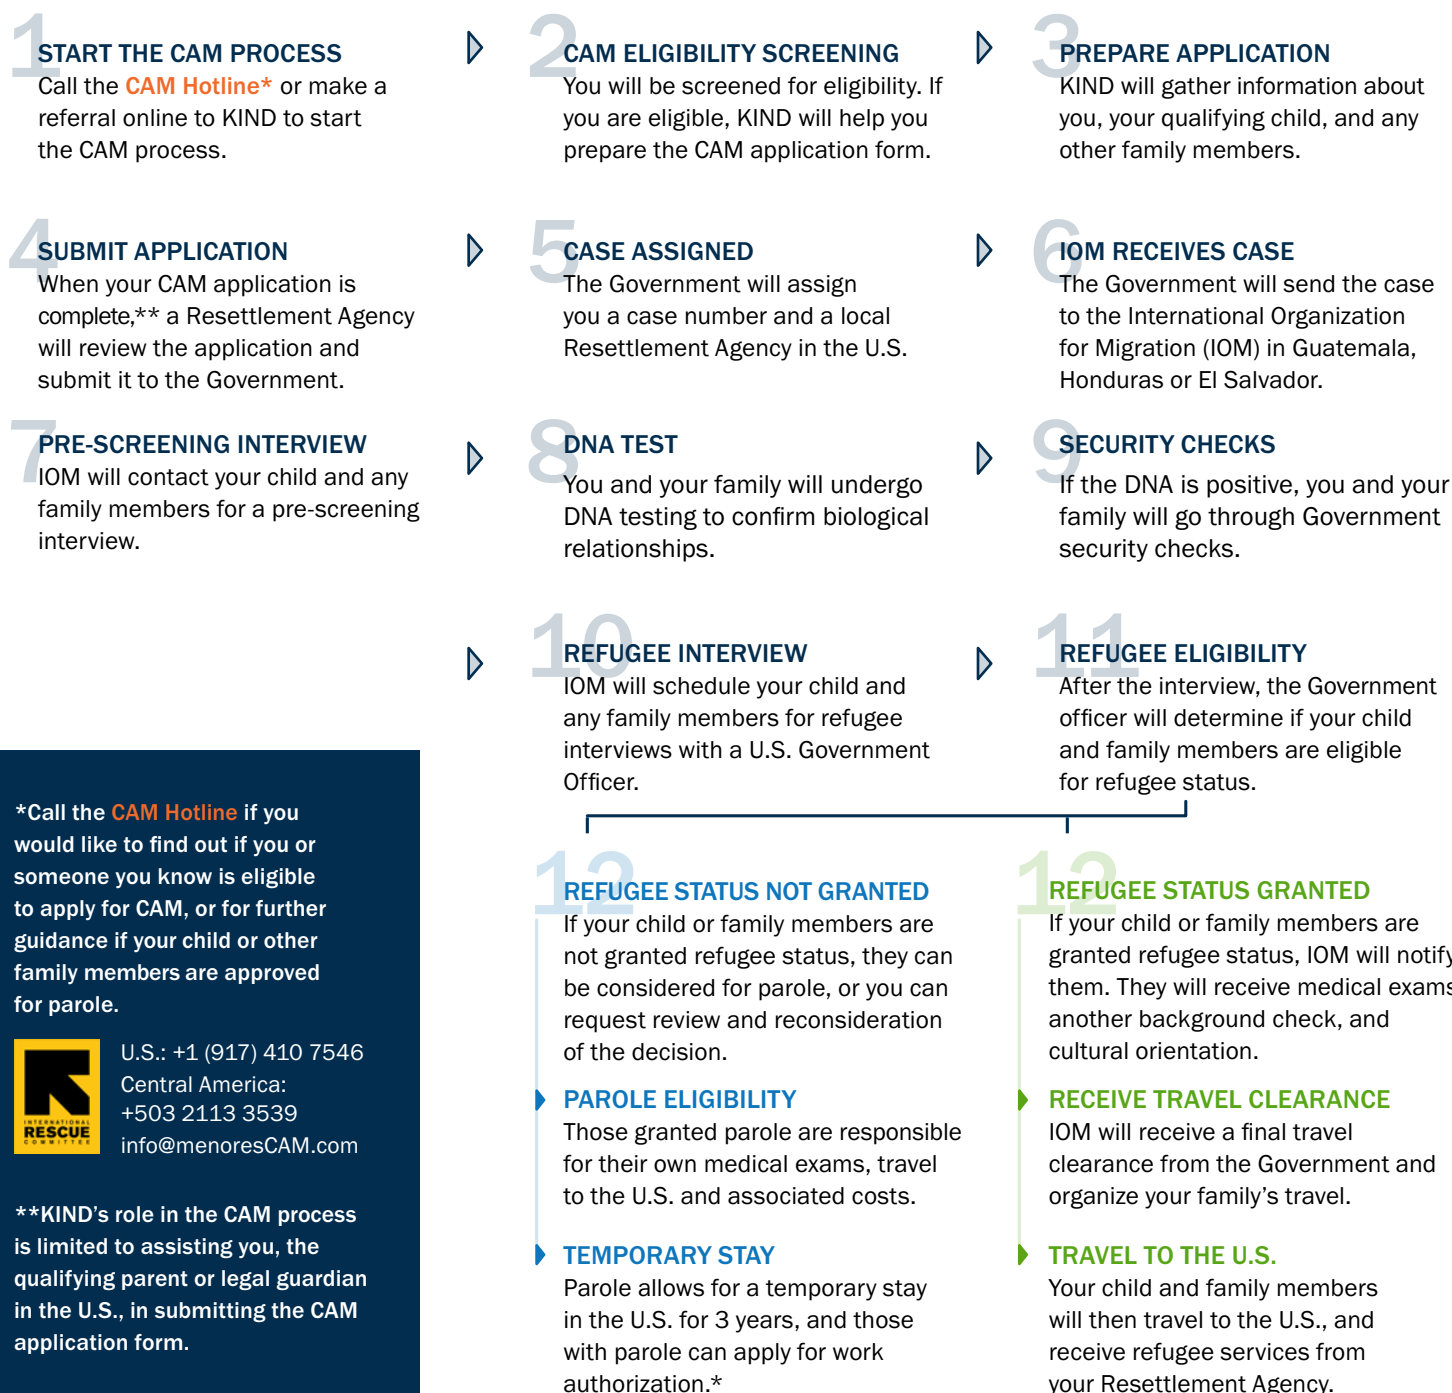 1
START THE CAM PROCESS
Call the CAM Hotline* or make a
referral online to KIND to start
the CAM process.
2
CAM ELIGIBILITY SCREENING
You will be screened for eligibility. If
you are eligible, KIND will help you
prepare the CAM application form.
3
PREPARE APPLICATION
KIND will gather information about
you, your qualifying child, and any
other family members.
4
SUBMIT APPLICATION
When your CAM application is
complete,** a Resettlement Agency
will review the application and
submit it to the Government.
5
CASE ASSIGNED
The Government will assign
you a case number and a local
Resettlement Agency in the U.S.
6
IOM RECEIVES CASE
The Government will send the case
to the International Organization
for Migration (IOM) in Guatemala,
Honduras or El Salvador.
7
PRE-SCREENING INTERVIEW
IOM will contact your child and any
family members for a pre-screening
interview.
8
DNA TEST
You and your family will undergo
DNA testing to confirm biological
relationships.
9
SECURITY CHECKS
If the DNA is positive, you and your
family will go through Government
security checks.
10
REFUGEE INTERVIEW
IOM will schedule your child and
any family members for refugee
interviews with a U.S. Government
Officer.
11
REFUGEE ELIGIBILITY
After the interview, the Government
officer will determine if your child
and family members are eligible
for refugee status.
12
REFUGEE STATUS NOT GRANTED
If your child or family members are
not granted refugee status, they can
be considered for parole, or you can
request review and reconsideration
of the decision.
PAROLE ELIGIBILITY
Those granted parole are responsible
for their own medical exams, travel
to the U.S. and associated costs.
TEMPORARY STAY
Parole allows for a temporary stay
in the U.S. for 3 years, and those
with parole can apply for work
authorization.*
12
REFUGEE STATUS GRANTED
If your child or family members are
granted refugee status, IOM will notify
them. They will receive medical exams
another background check, and
cultural orientation.
RECEIVE TRAVEL CLEARANCE
IOM will receive a final travel
clearance from the Government and
organize your family's travel.
TRAVEL TO THE U.S.
Your child and family members
will then travel to the U.S., and
receive refugee services from
your Resettlement Agency.
*Call the CAM Hotline if you
would like to find out if you or
someone you know is eligible
to apply for CAM, or for further
guidance if your child or other
family members are approved
for parole.
INTERNATIONAL
RESCUE
COMMITTEE
U.S.: +1 (917) 410 7546
Central America:
+503 2113 3539
info@menoresCAM.com
**KIND's role in the CAM process
is limited to assisting you, the
qualifying parent or legal guardian
in the U.S., in submitting the CAM
application form.